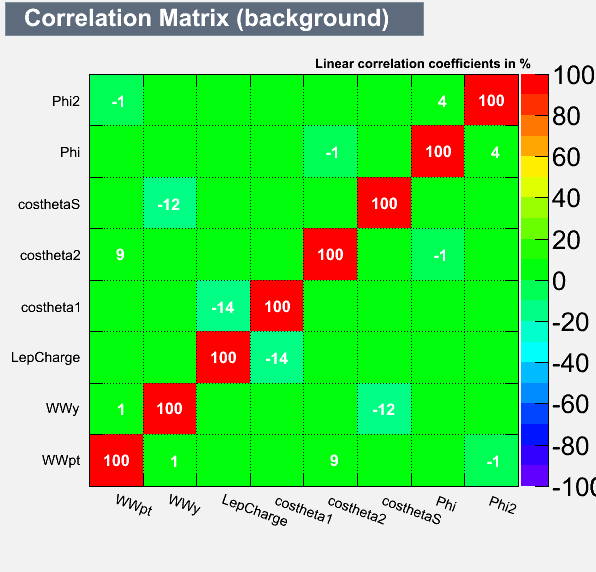 Correlation Matrix (background)
Linear correlation coefficients in %
Phi2 -1 4 100
Phi -1 100 4
costhetaS -12 100
costheta2 9 100 -1
costheta1 -14 100
LepCharge 100 -14
WWy 1 100 -12
WWpt 100 1 9 -1
WWpt WWy LepCharge costheta1 costheta2 costhetaS Phi Phi2
100
80
60
40
20
0
-20
-40
-60
-80
-100